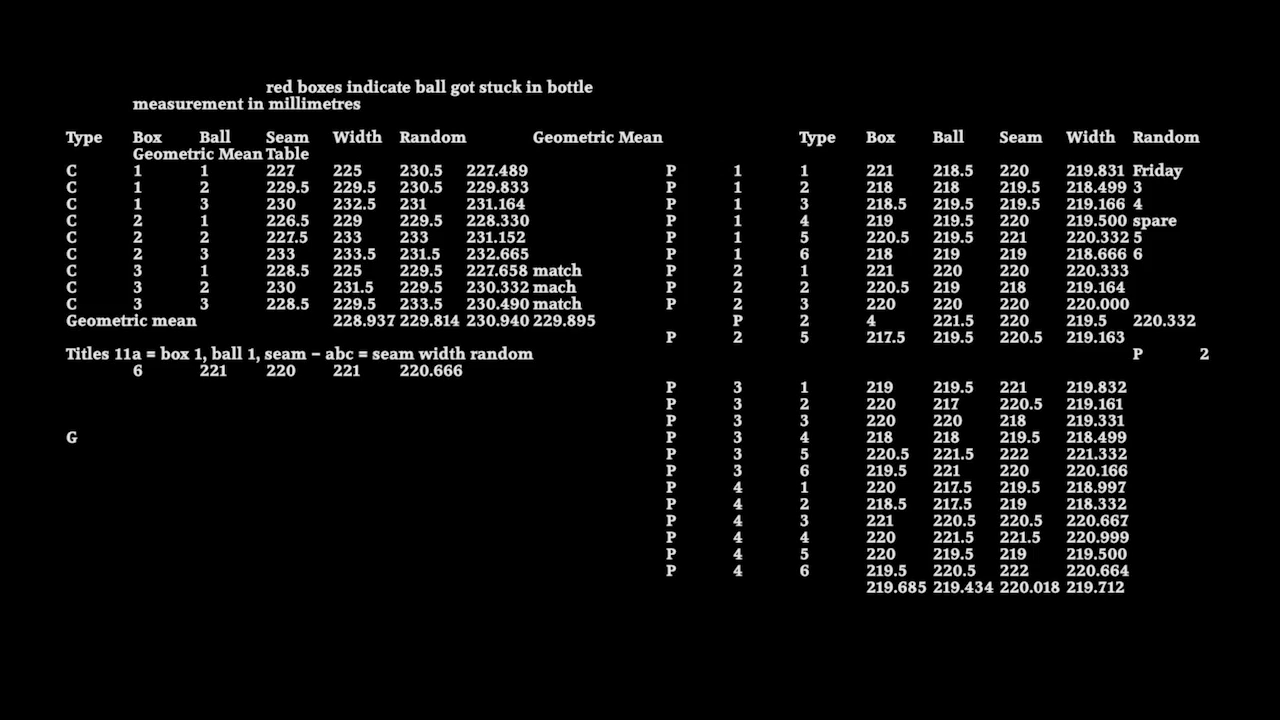 red boxes indicate ball got stuck in bottle
measurement in millimetres
Type Box Ball Seam Width Random Geometric Mean Type Box Ball Seam Width Random
Geometric Mean Table
C 1 1 227 225 230.5 227.489 P 1 1 221 218.5 220 219.831 Friday
C 1 2 229.5 229.5 230.5 229.833 P 1 2 218 218 219.5 218.499 3
C 1 3 230 232.5 231 231.164 P 1 3 218.5 219.5 219.5 219.166 4
C 2 1 226.5 229 229.5 228.330 P 1 4 219 219.5 220 219.500 spare
C 2 2 227.5 233 233 231.152 P 1 5 220.5 219.5 221 220.332 5
C 2 3 233 233.5 231.5 232.665 P 1 6 218 219 219 218.666 6
C 3 1 228.5 225 229.5 227.658 match P 2 1 221 220 220 220.333
C 3 2 230 231.5 229.5 230.332 mach P 2 2 220.5 219 218 219.164
C 3 3 228.5 229.5 233.5 230.490 match P 2 3 220 220 220 220.000
Geometric mean 228.937 229.814 230.940 229.895 P 2 4 221.5 220 219.5 220.332
P 2 5 217.5 219.5 220.5 219.163
Titles 11a = box 1, ball 1, seam – abc = seam width random P 2
6 221 220 221 220.666
P 3 1 219 219.5 221 219.832
P 3 2 220 217 220.5 219.161
P 3 3 220 220 218 219.331
G P 3 4 218 218 219.5 218.499
P 3 5 220.5 221.5 222 221.332
P 3 6 219.5 221 220 220.166
P 4 1 220 217.5 219.5 218.997
P 4 2 218.5 217.5 219 218.332
P 4 3 221 220.5 220.5 220.667
P 4 4 220 221.5 221.5 220.999
P 4 5 220 219.5 219 219.500
P 4 6 219.5 220.5 222 220.664
219.685 219.434 220.018 219.712